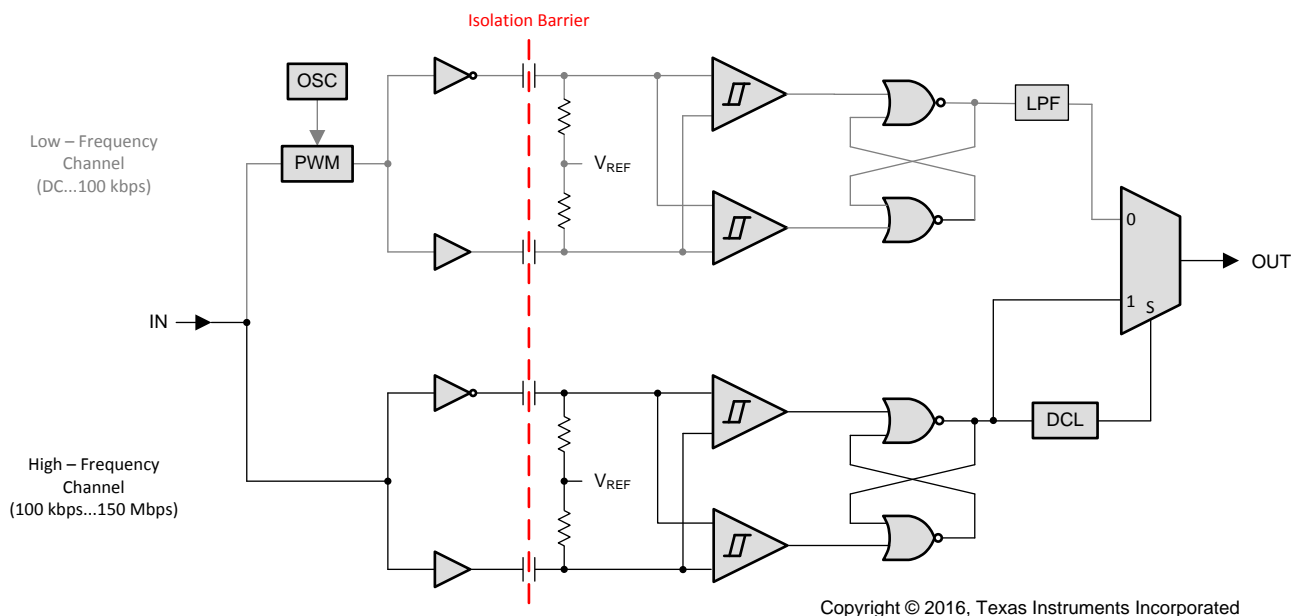 Isolation Barrier
OSC
LPF
Low – Frequency
Channel
(DC...100 kbps)
PWM
VREF
0
OUT
1
S
IN
DCL
High – Frequency
Channel
(100 kbps...150 Mbps)
VREF
Copyright © 2016, Texas Instruments Incorporated